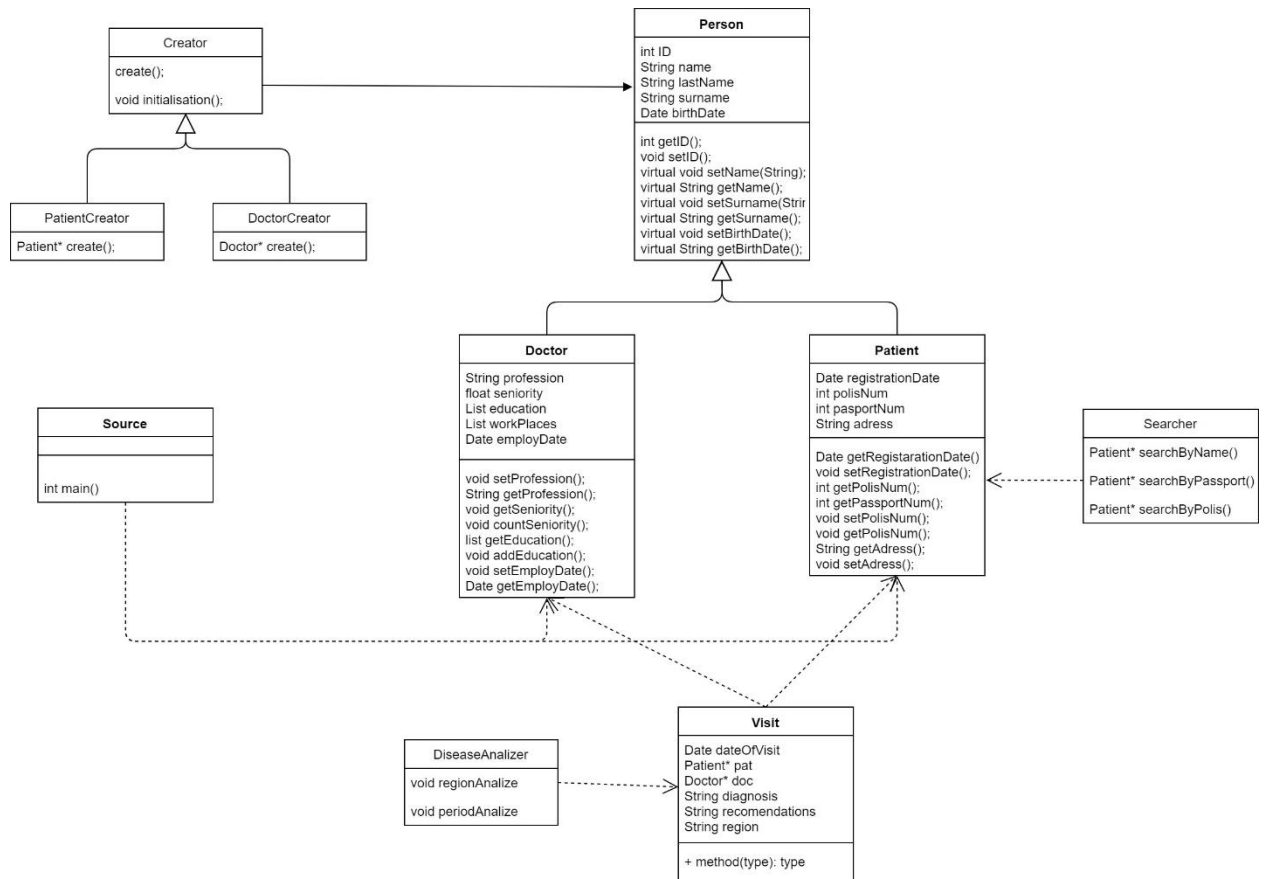 Creator
create();
void initialisation();
PatientCreator
Patient* create();
DoctorCreator
Doctor* create();
Person
int ID
String name
String lastName
String surname
Date birthDate
int getID();
void setID();
virtual void setName(String);
virtual String getName();
virtual void setSurname(Strir
virtual String getSurname();
virtual void setBirthDate();
virtual String getBirthDate();
Doctor
String profession
float seniority
List education
List workPlaces
Date employDate
void setProfession();
String getProfession();
void getSeniority();
void countSeniority();
list getEducation();
void addEducation();
void setEmployDate();
Date getEmployDate();
Patient
Date registrationDate
int polisNum
int pasportNum
String adress
Date getRegistarationDate()
void setRegistrationDate();
int getPolisNum();
int getPassportNum();
void setPolisNum();
void getPolisNum();
String getAdress();
void setAdress();
Source
int main()
Searcher
Patient* searchByName()
Patient* searchByPassport()
Patient* searchByPolis()
DiseaseAnalizer
void regionAnalize
void periodAnalize
Visit
Date dateOfVisit
Patient* pat
Doctor* doc
String diagnosis
String recomendations
String region
+ method(type): type